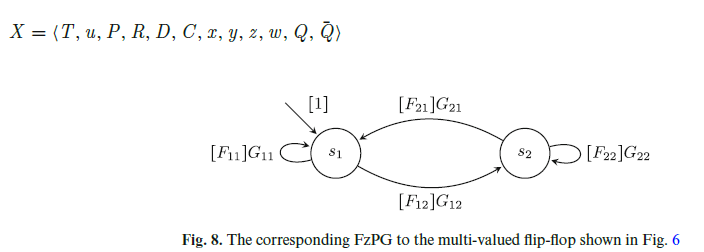 X = ⟨T, u, P, R, D, C, x, y, z, w, Q, Q̄⟩
[1]
[F₂₁]G₂₁
[F₁₁]G₁₁
s₁
s₂
[F₂₂]G₂₂
[F₁₂]G₁₂
Fig. 8. The corresponding FzPG to the multi-valued flip-flop shown in Fig. 6